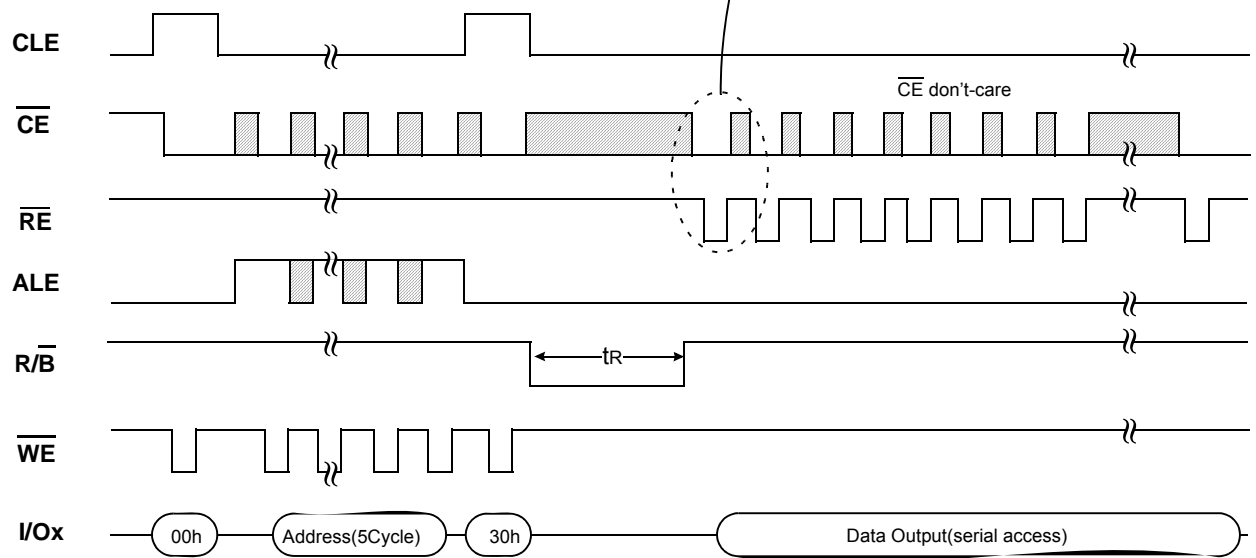 CLE
CE
CE don't-care
RE
ALE
R/B
tR
WE
I/Ox
00h
Address(5Cycle)
30h
Data Output(serial access)